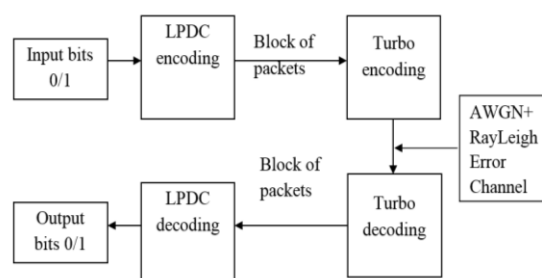 Input bits
0/1
LPDC
encoding
Block of
packets
Turbo
encoding
AWGN+
RayLeigh
Error
Channel
Output
bits 0/1
LPDC
decoding
Block of
packets
Turbo
decoding